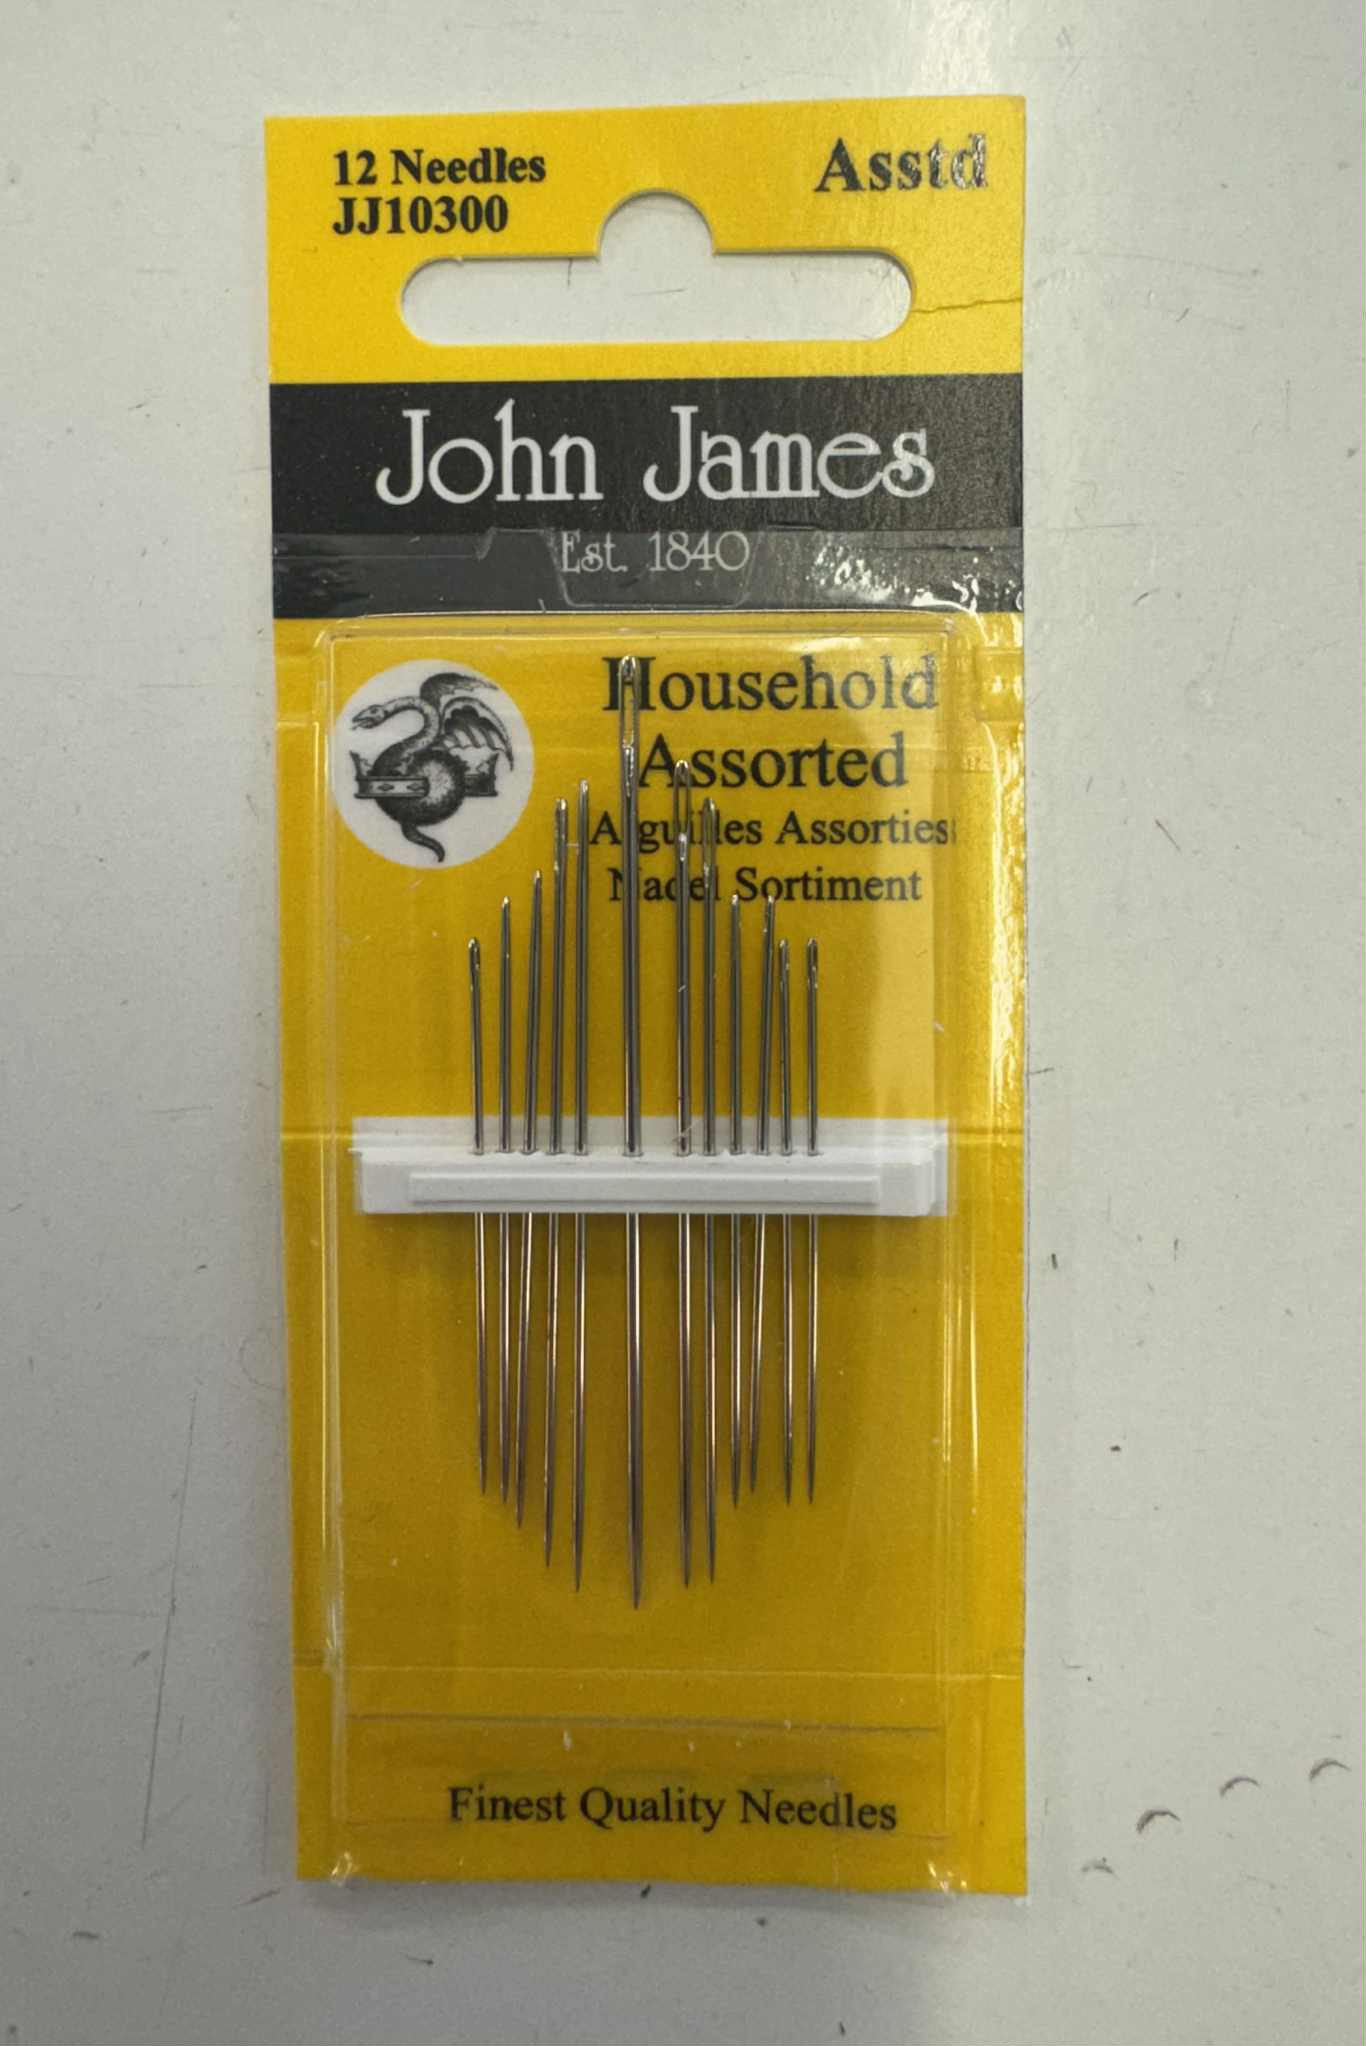 12 Needles
JJ10300
Asstd
John James
Est. 1840
Household
Assorted
Aiguilles Assorties
Nadel Sortiment
Finest Quality Needles